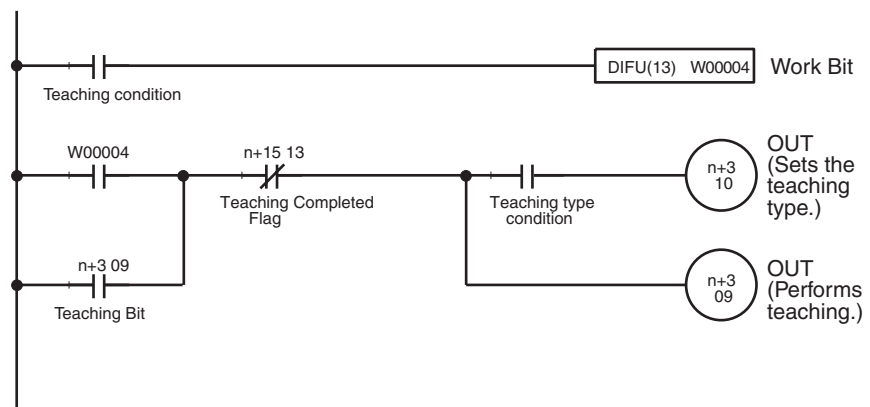 DIFU(13) W00004
Work Bit
Teaching condition
W00004
n+15 13
Teaching Completed
Flag
Teaching type
condition
n+3
10
OUT
(Sets the
teaching
type.)
n+3 09
Teaching Bit
n+3
09
OUT
(Performs
teaching.)